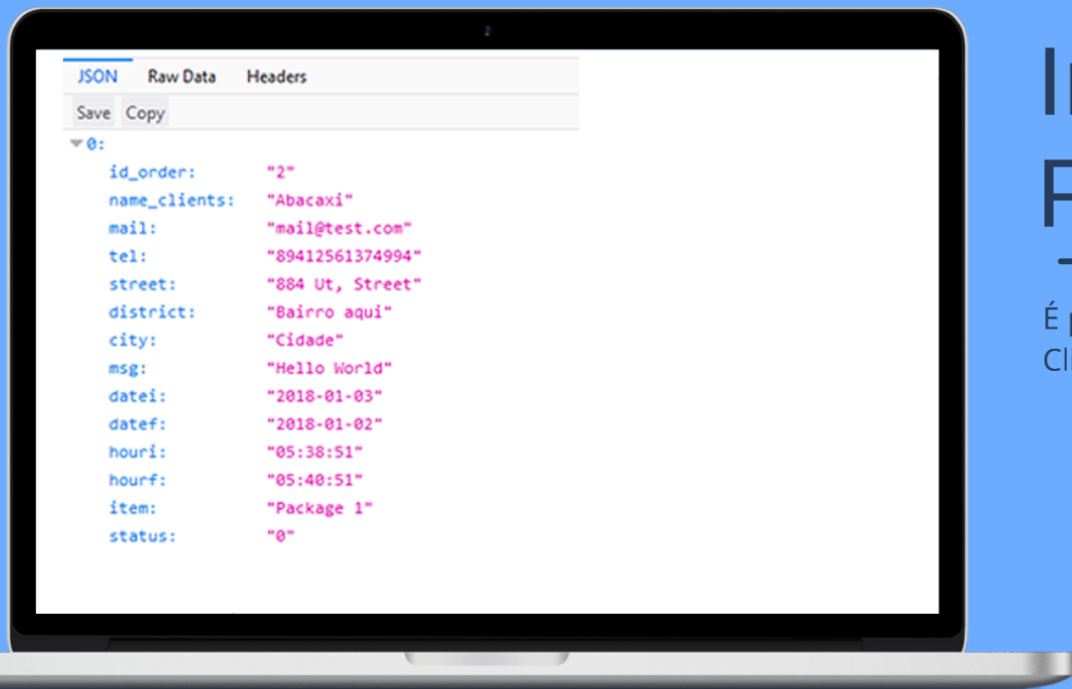 JSON Raw Data Headers
Save Copy
0:
id_order: "2"
name_clients: "Abacaxi"
mail: "mail@test.com"
tel: "89412561374994"
street: "884 Ut, Street"
district: "Bairro aqui"
city: "Cidade"
msg: "Hello World"
datei: "2018-01-03"
datef: "2018-01-02"
houri: "05:38:51"
hourf: "05:40:51"
item: "Package 1"
status: "0"
É